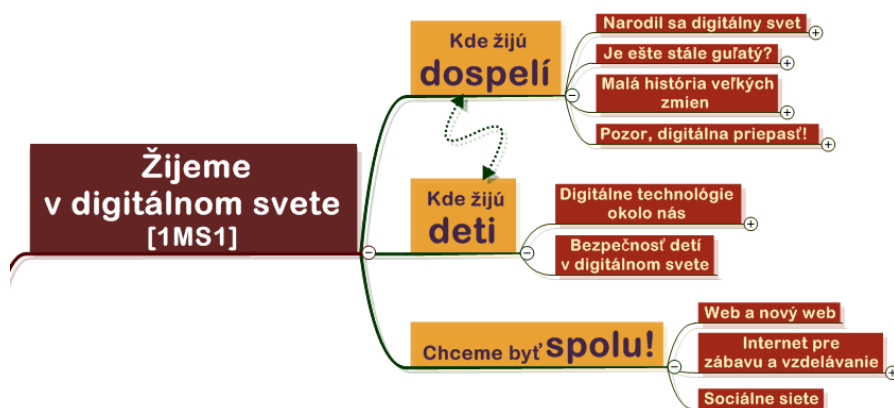 Žijeme
v digitálnom svete
[1MS1]
Kde žijú
dospelí
Narodil sa digitálny svet
Je ešte stále guľatý?
Malá história veľkých
zmien
Pozor, digitálna priepasť!
Kde žijú
deti
Digitálne technológie
okolo nás
Bezpečnosť detí
v digitálnom svete
Chceme byť spolu!
Web a nový web
Internet pre
zábavu a vzdelávanie
Sociálne siete